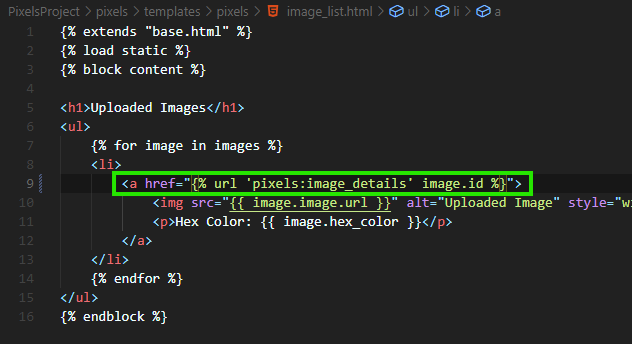 PixelsProject > pixels > templates > pixels > image_list.html > ul > li > a
1 {% extends "base.html" %}
2 {% load static %}
3 {% block content %}
4
5 <h1>Uploaded Images</h1>
6 <ul>
7 {% for image in images %}
8 <li>
9 <a href="{% url 'pixels:image_details' image.id %}">
10 <img src="{{ image.image.url }}" alt="Uploaded Image" style="wi
11 <p>Hex Color: {{ image.hex_color }}</p>
12 </a>
13 </li>
14 {% endfor %}
15 </ul>
16 {% endblock %}